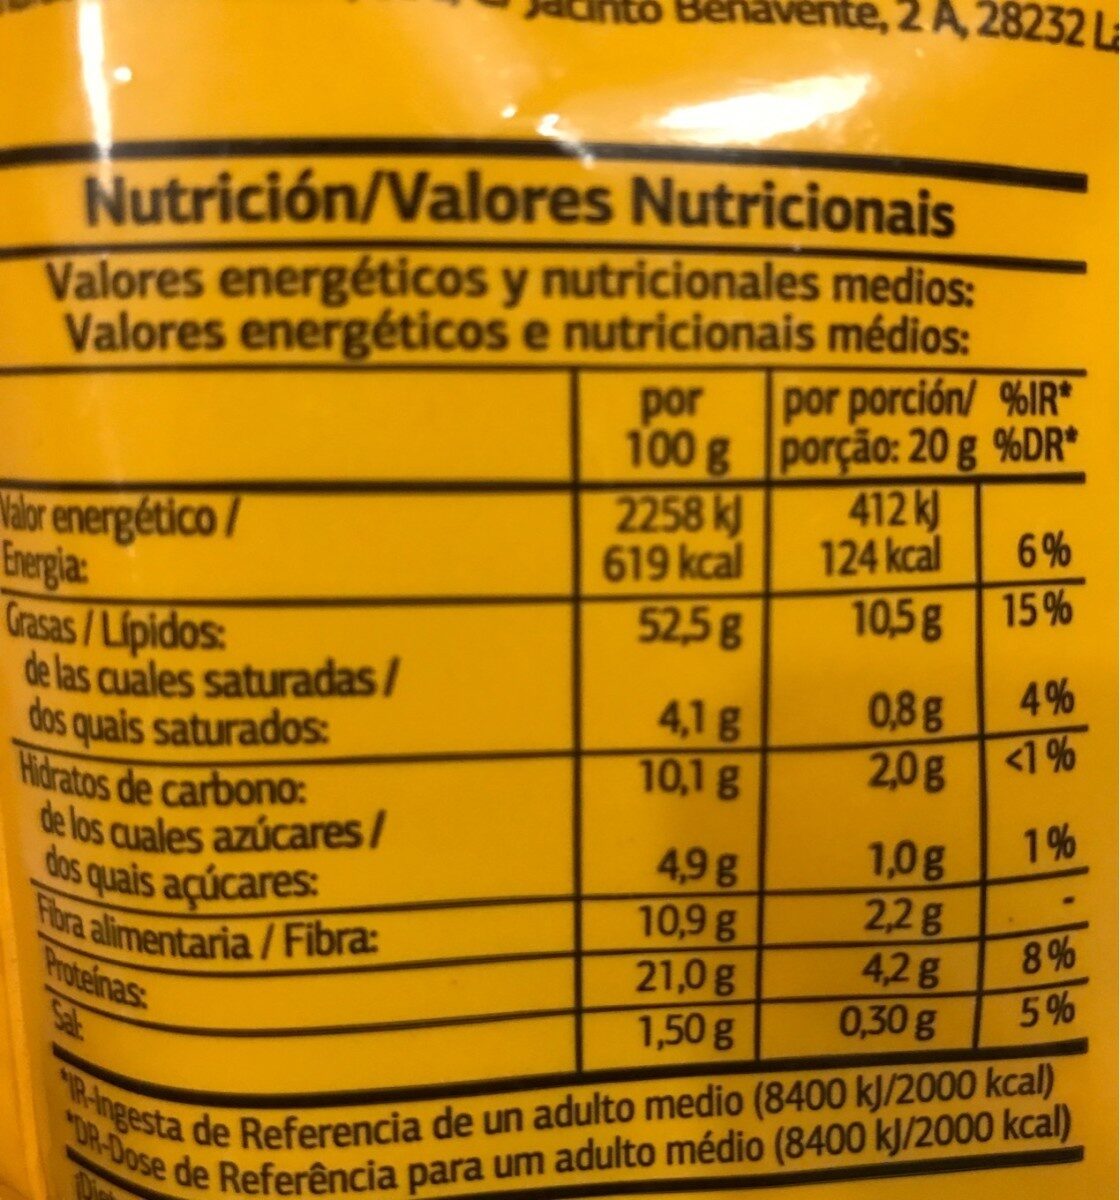 Jacinto Benavente, 2 A, 28232
Nutrición/Valores Nutricionais
Valores energéticos y nutricionales medios:
Valores energéticos e nutricionais médios:
por 100 g por porción/ porção: 20 g %IR* %DR*
Valor energético / Energia: 2258 kJ 619 kcal 412 kJ 124 kcal 6%
Grasas / Lípidos: 52,5 g 10,5 g 15%
de las cuales saturadas / dos quais saturados: 4,1 g 0,8 g 4%
Hidratos de carbono: 10,1 g 2,0 g <1%
de los cuales azúcares / dos quais açúcares: 4,9 g 1,0 g 1%
Fibra alimentaria / Fibra: 10,9 g 2,2 g -
Proteínas: 21,0 g 4,2 g 8%
Sal: 1,50 g 0,30 g 5%
*IR-Ingesta de Referencia de un adulto medio (8400 kJ/2000 kcal)
*DR-Dose de Referência para um adulto médio (8400 kJ/2000 kcal)